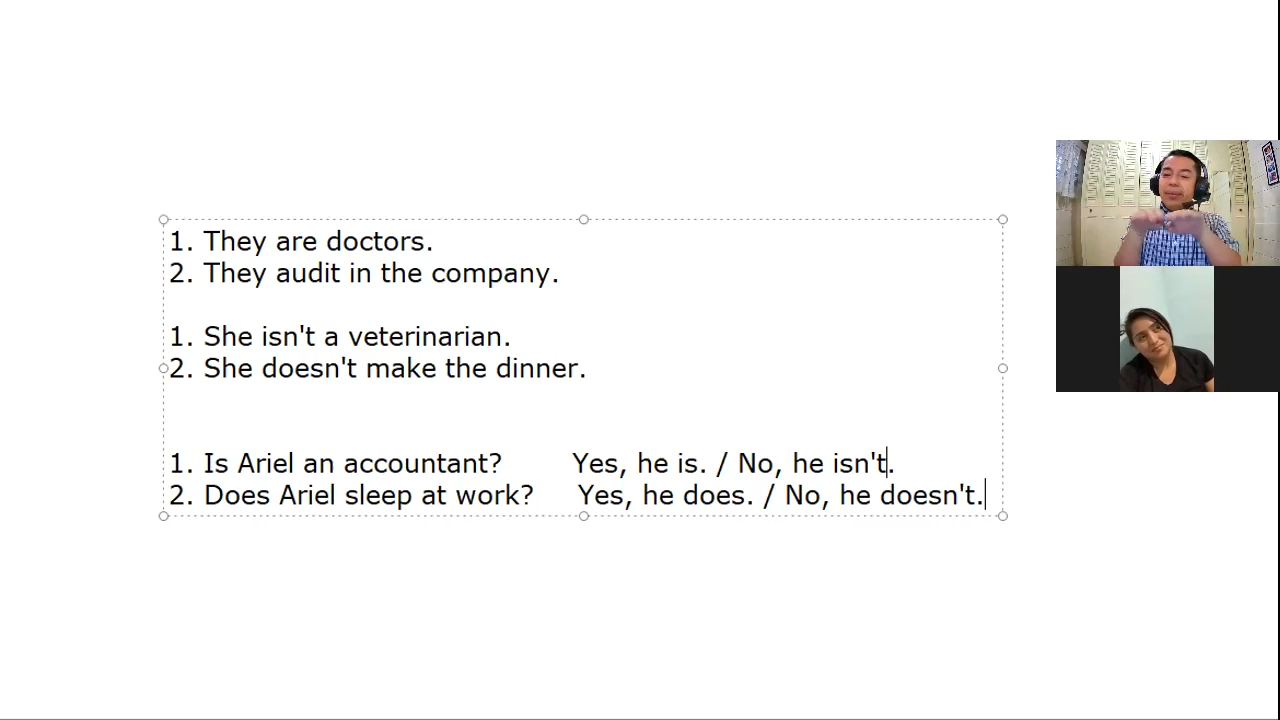 1. They are doctors.
2. They audit in the company.
1. She isn't a veterinarian.
2. She doesn't make the dinner.
1. Is Ariel an accountant? Yes, he is. / No, he isn't.
2. Does Ariel sleep at work? Yes, he does. / No, he doesn't.